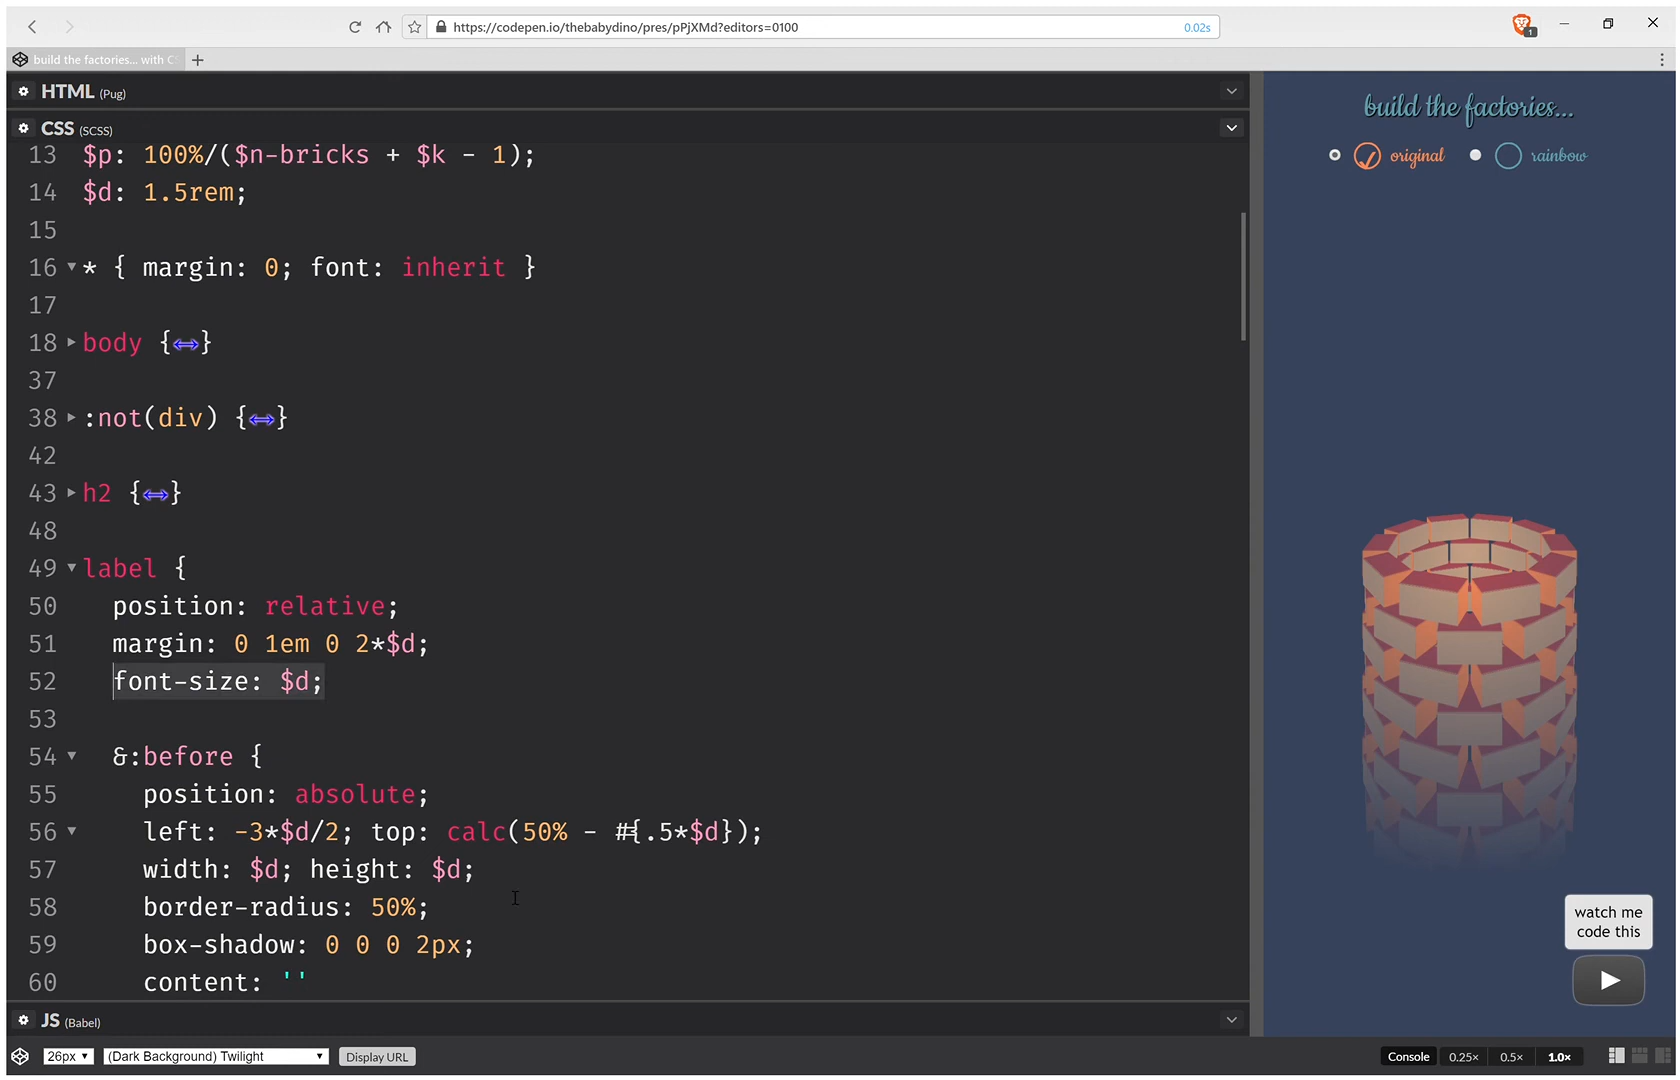 https://codepen.io/thebabydino/pres/pPjXMd?editors=0100
0.02s
1
build the factories... with C
HTML (Pug)
CSS (SCSS)
13 $p: 100%/($n-bricks + $k - 1);
14 $d: 1.5rem;
15
16 * { margin: 0; font: inherit }
17
18 body {↔}
37
38 :not(div) {↔}
42
43 h2 {↔}
48
49 label {
50 position: relative;
51 margin: 0 1em 0 2*$d;
52 font-size: $d;
53
54 &:before {
55 position: absolute;
56 left: -3*$d/2; top: calc(50% - #{.5*$d});
57 width: $d; height: $d;
58 border-radius: 50%;
59 box-shadow: 0 0 0 2px;
60 content: ''
JS (Babel)
26px
(Dark Background) Twilight
Display URL
build the factories...
original rainbow
watch me
code this
Console 0.25× 0.5× 1.0×